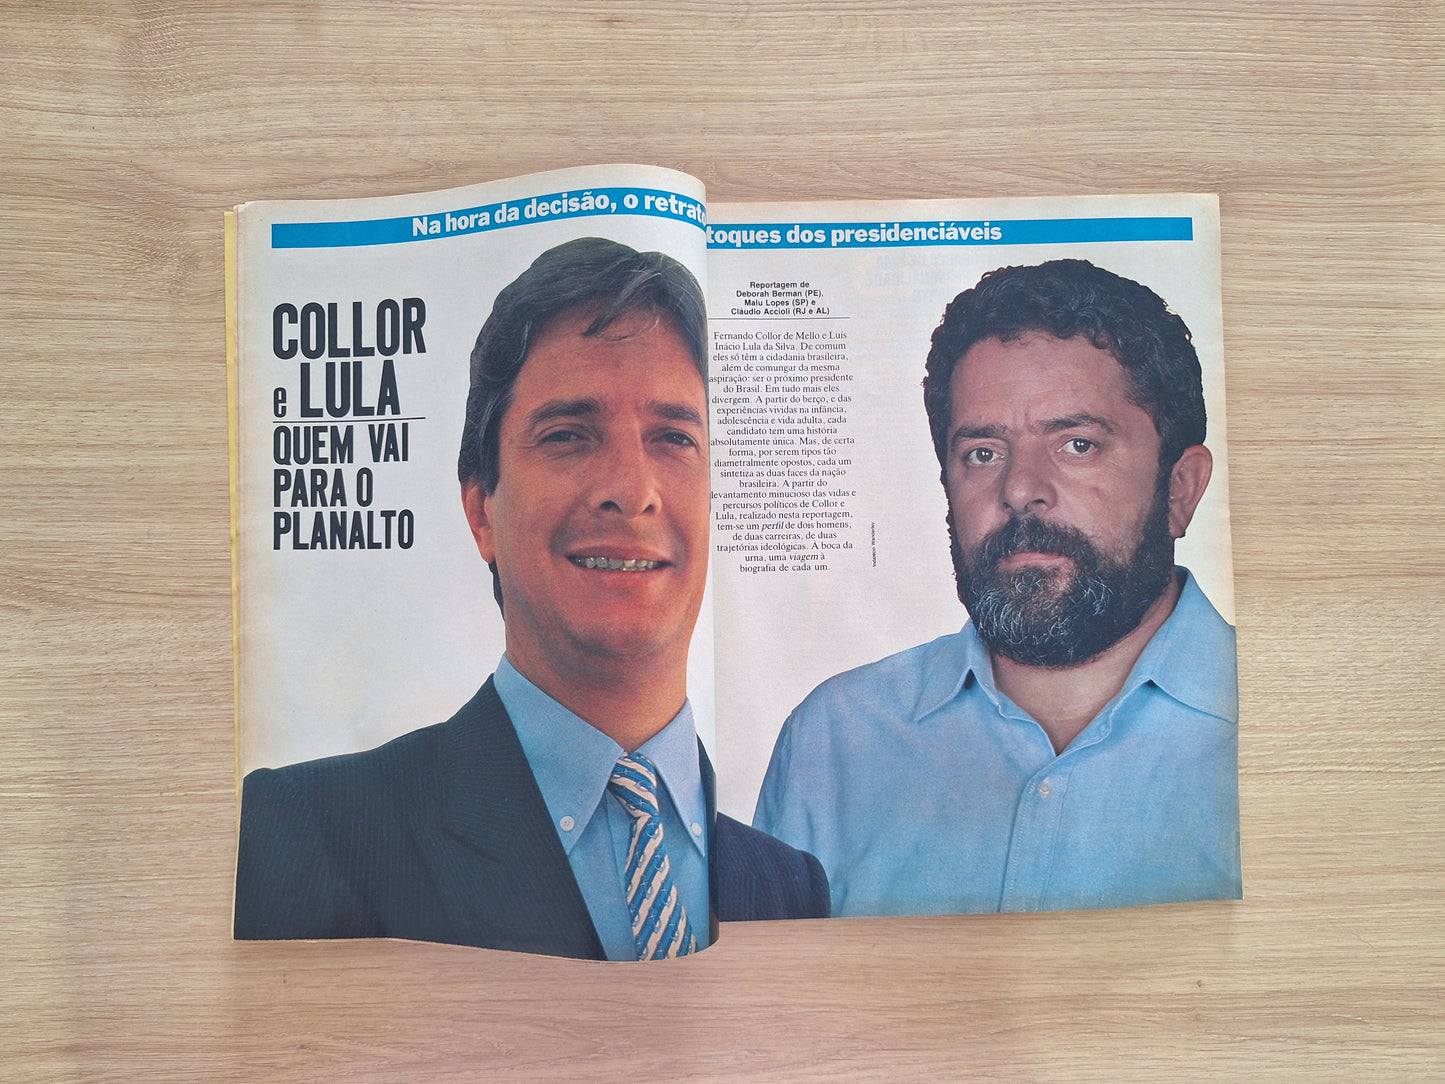 Na hora da decisão, o retrato
toques dos presidenciáveis
COLLOR
e LULA
QUEM VAI
PARA O
PLANALTO
Reportagem de
Deborah Berman (PE),
Malu Lopes (SP) e
Cláudio Accioli (RJ e AL)
Fernando Collor de Mello e Luís
Inácio Lula da Silva. De comum
eles só têm a cidadania brasileira,
além de comungar da mesma
aspiração: ser o próximo presidente
do Brasil. Em tudo mais eles
divergem. A partir do berço, e das
experiências vividas na infância,
adolescência e vida adulta, cada
candidato tem uma história
absolutamente única. Mas, de certa
forma, por serem tipos tão
diametralmente opostos, cada um
sintetiza as duas faces da nação
brasileira. A partir do
levantamento minucioso das vidas e
percursos políticos de Collor e
Lula, realizado nesta reportagem,
tem-se um perfil de dois homens,
de duas carreiras, de duas
trajetórias ideológicas. À boca da
urna, uma viagem à
biografia de cada um.
Indalécio Wanderley